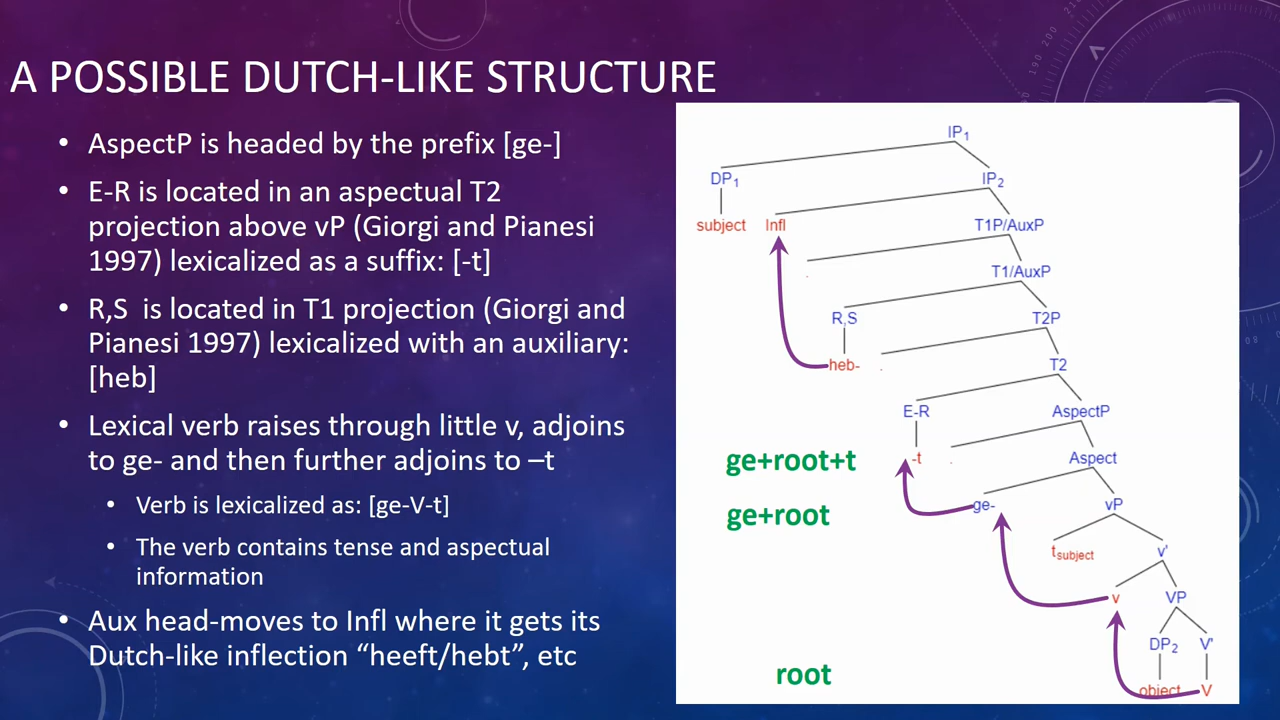 A POSSIBLE DUTCH-LIKE STRUCTURE
• AspectP is headed by the prefix [ge-]
• E-R is located in an aspectual T2
projection above vP (Giorgi and Pianesi
1997) lexicalized as a suffix: [-t]
• R,S is located in T1 projection (Giorgi and
Pianesi 1997) lexicalized with an auxiliary:
[heb]
• Lexical verb raises through little v, adjoins
to ge- and then further adjoins to –t
• Verb is lexicalized as: [ge-V-t]
• The verb contains tense and aspectual
information
• Aux head-moves to Infl where it gets its
Dutch-like inflection “heeft/hebt”, etc
IP1
DP1 IP2
subject Infl T1P/AuxP
T1/AuxP
R,S T2P
heb- T2
E-R AspectP
ge+root+t -t Aspect
ge+root ge- vP
tsubject v'
v VP
DP2 V'
root object V